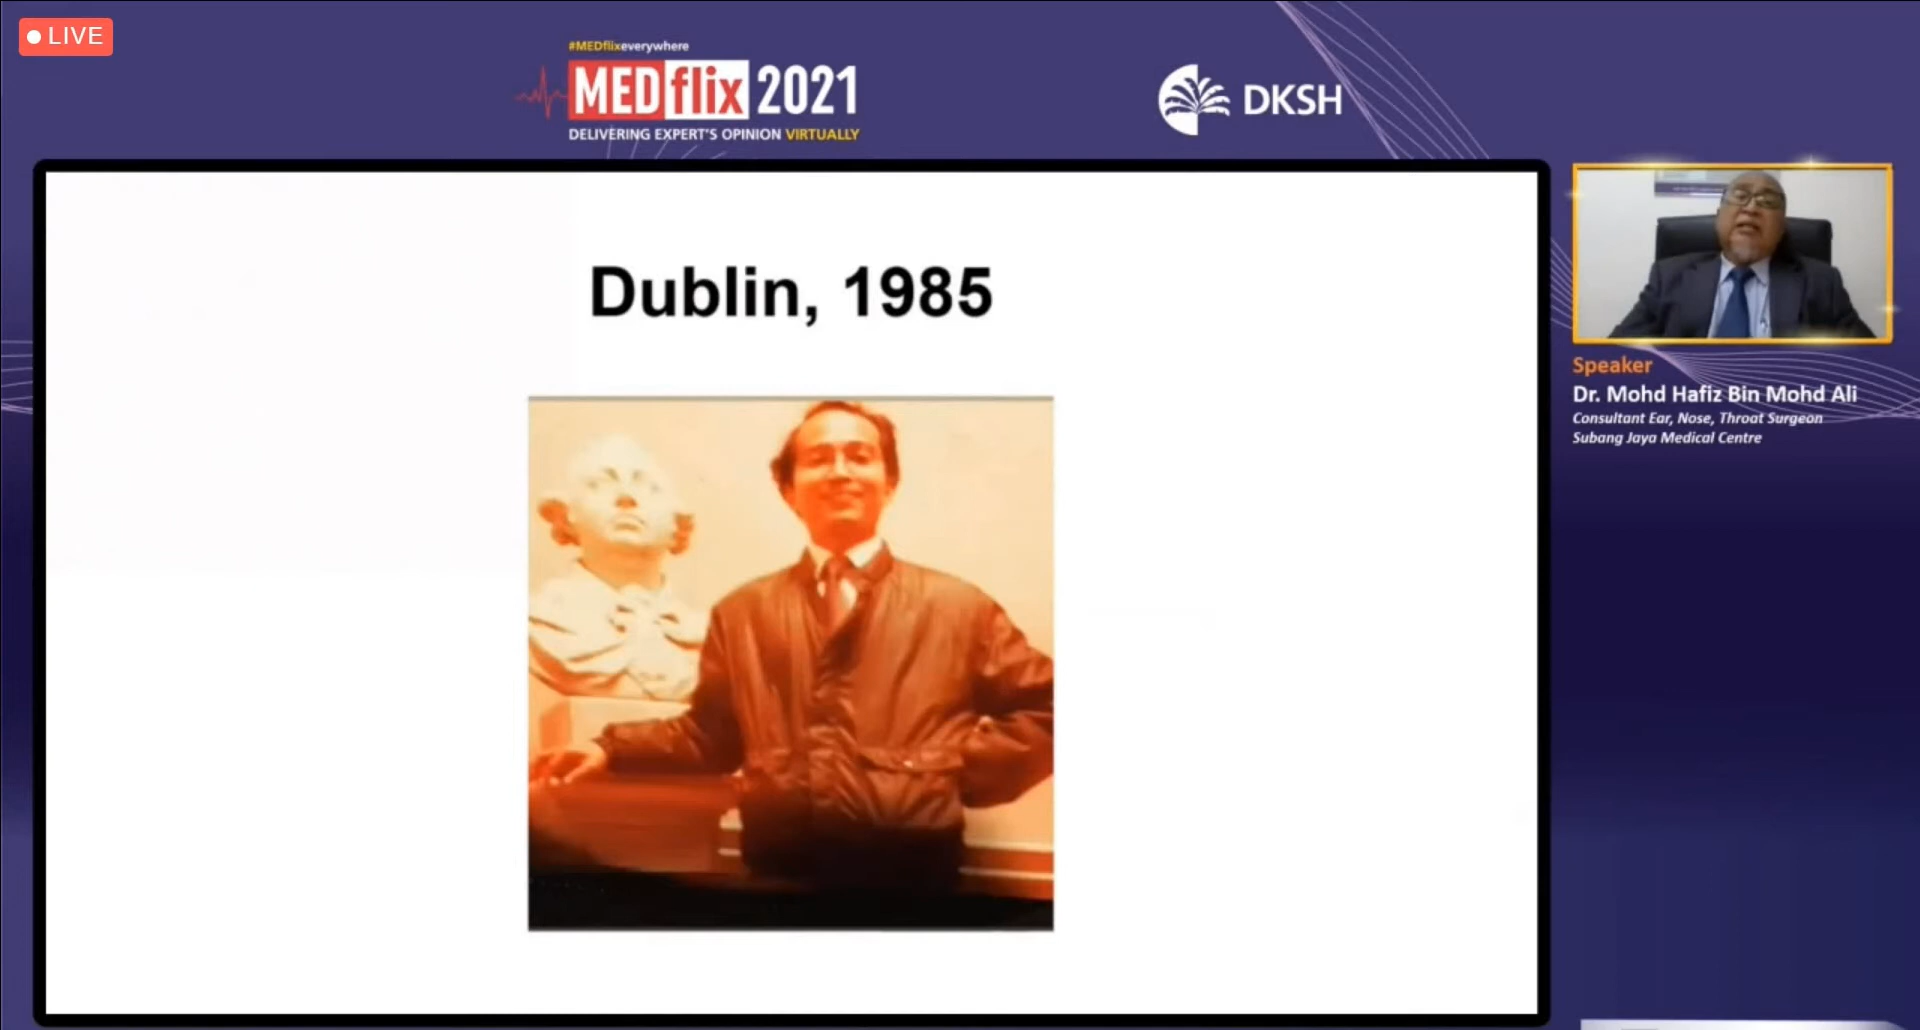 LIVE
#MEDflixeverywhere
MEDflix 2021
DELIVERING EXPERT'S OPINION VIRTUALLY
DKSH
Dublin, 1985
Speaker
Dr. Mohd Hafiz Bin Mohd Ali
Consultant Ear, Nose, Throat Surgeon
Subang Jaya Medical Centre